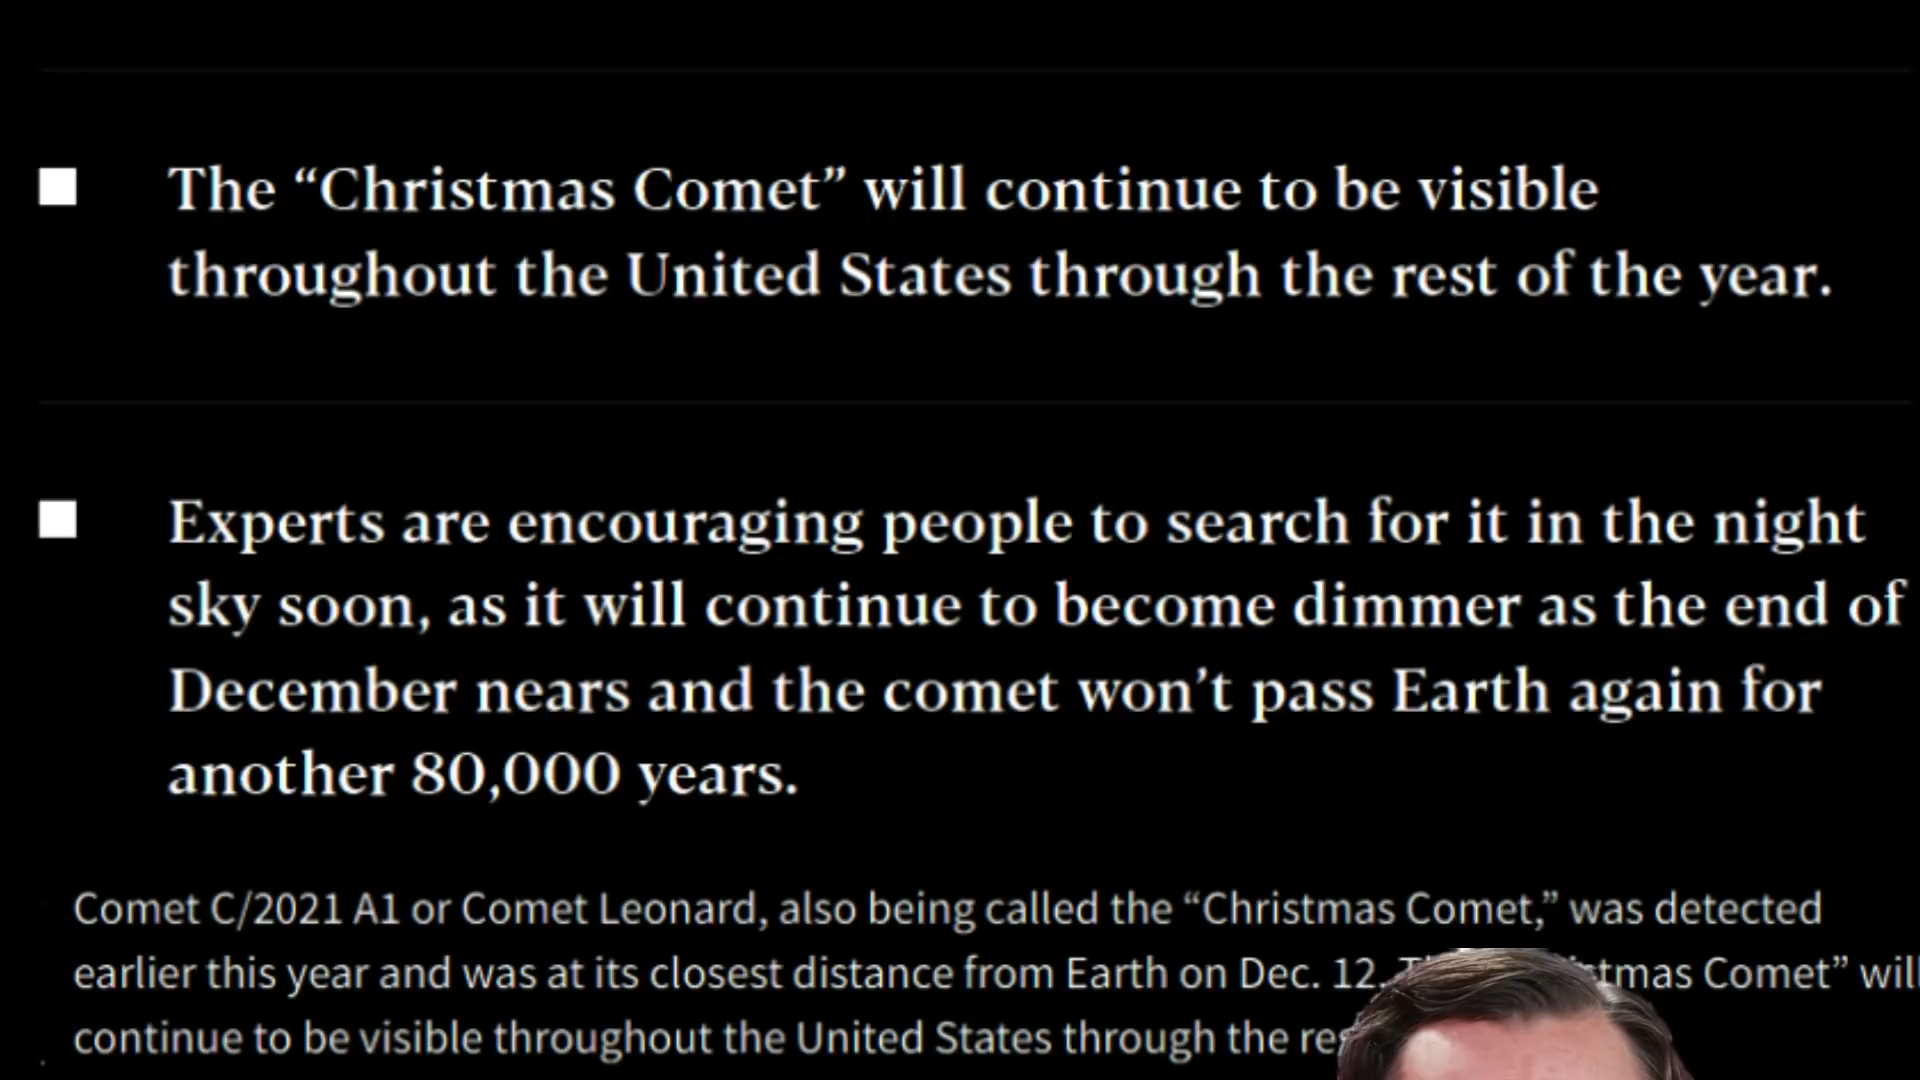 The “Christmas Comet” will continue to be visible
throughout the United States through the rest of the year.
Experts are encouraging people to search for it in the night
sky soon, as it will continue to become dimmer as the end of
December nears and the comet won’t pass Earth again for
another 80,000 years.
Comet C/2021 A1 or Comet Leonard, also being called the “Christmas Comet,” was detected
earlier this year and was at its closest distance from Earth on Dec. 12. Comet” will
continue to be visible throughout the United States through the